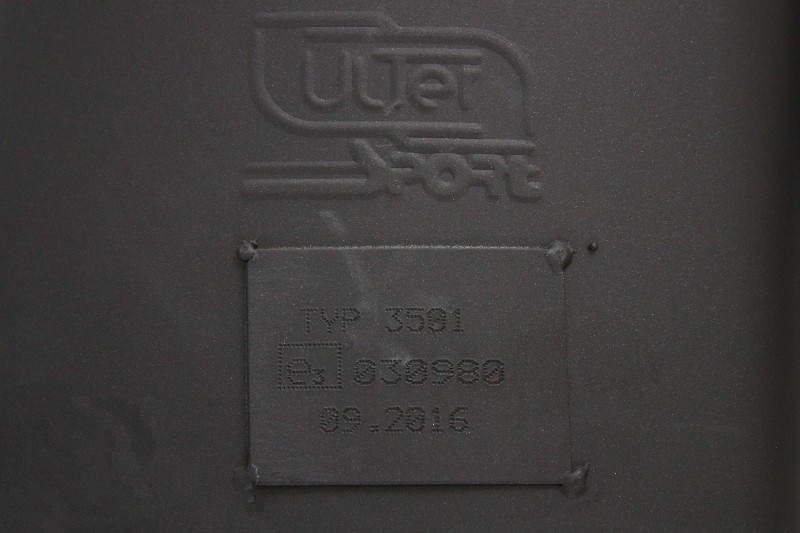 ULTER
SPORT
TYP 3501
e3 030980
09.2016